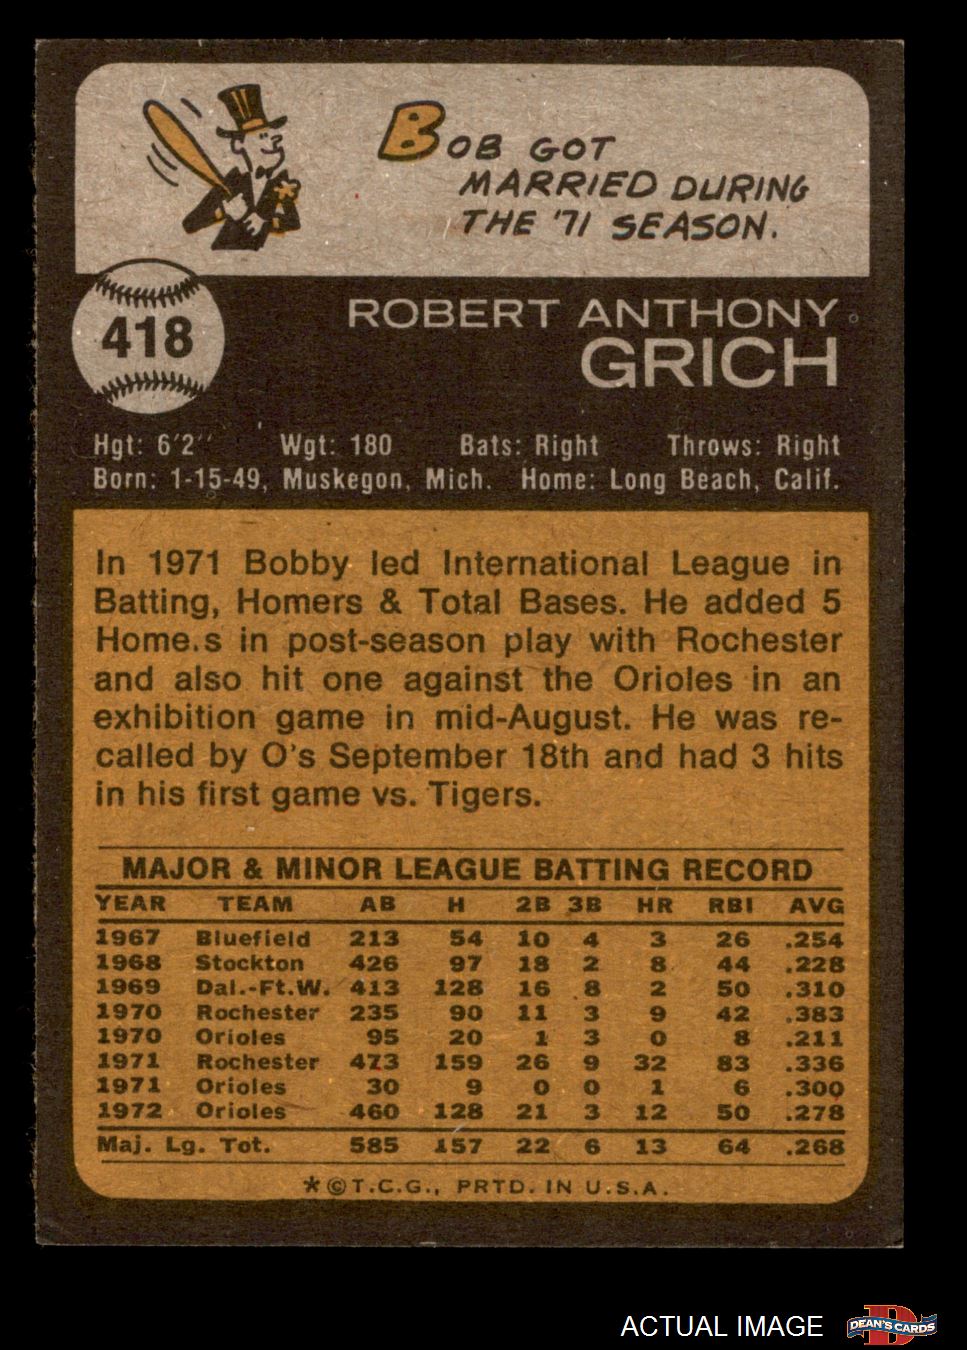 BOB GOT
MARRIED DURING
THE '71 SEASON.
418
ROBERT ANTHONY
GRICH
Hgt: 6'2" Wgt: 180 Bats: Right Throws: Right
Born: 1-15-49, Muskegon, Mich. Home: Long Beach, Calif.
In 1971 Bobby led International League in
Batting, Homers & Total Bases. He added 5
Home.s in post-season play with Rochester
and also hit one against the Orioles in an
exhibition game in mid-August. He was re-
called by O's September 18th and had 3 hits
in his first game vs. Tigers.
MAJOR & MINOR LEAGUE BATTING RECORD
YEAR TEAM AB H 2B 3B HR RBI AVG
1967 Bluefield 213 54 10 4 3 26 .254
1968 Stockton 426 97 18 2 8 44 .228
1969 Dal.-Ft.W. 413 128 16 8 2 50 .310
1970 Rochester 235 90 11 3 9 42 .383
1970 Orioles 95 20 1 3 0 8 .211
1971 Rochester 473 159 26 9 32 83 .336
1971 Orioles 30 9 0 0 1 6 .300
1972 Orioles 460 128 21 3 12 50 .278
Maj. Lg. Tot. 585 157 22 6 13 64 .268
*©T.C.G., PRTD. IN U.S.A.
ACTUAL IMAGE
DEAN'S CARDS